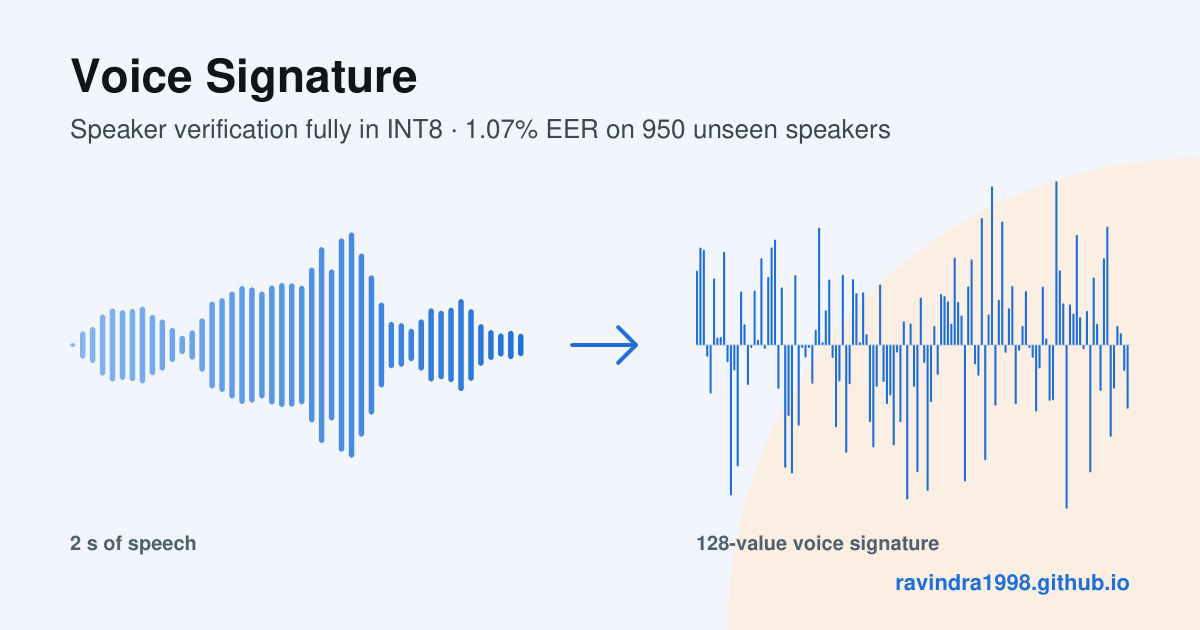 Voice Signature
Speaker verification fully in INT8 · 1.07% EER on 950 unseen speakers
2 s of speech
128-value voice signature
ravindra1998.github.io